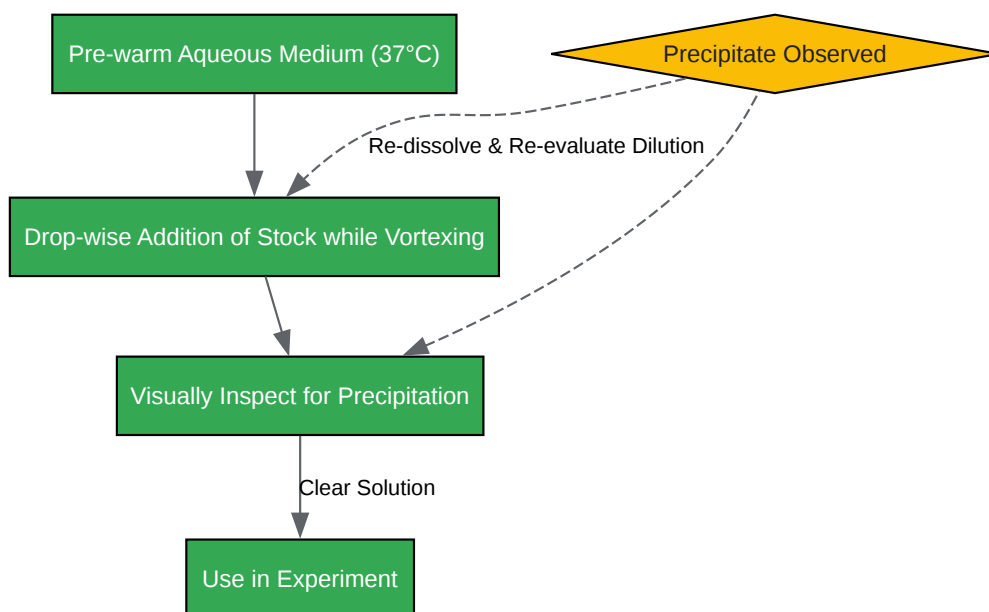 Pre-warm Aqueous Medium (37°C)
Precipitate Observed
Re-dissolve & Re-evaluate Dilution
Drop-wise Addition of Stock while Vortexing
Visually Inspect for Precipitation
Clear Solution
Use in Experiment